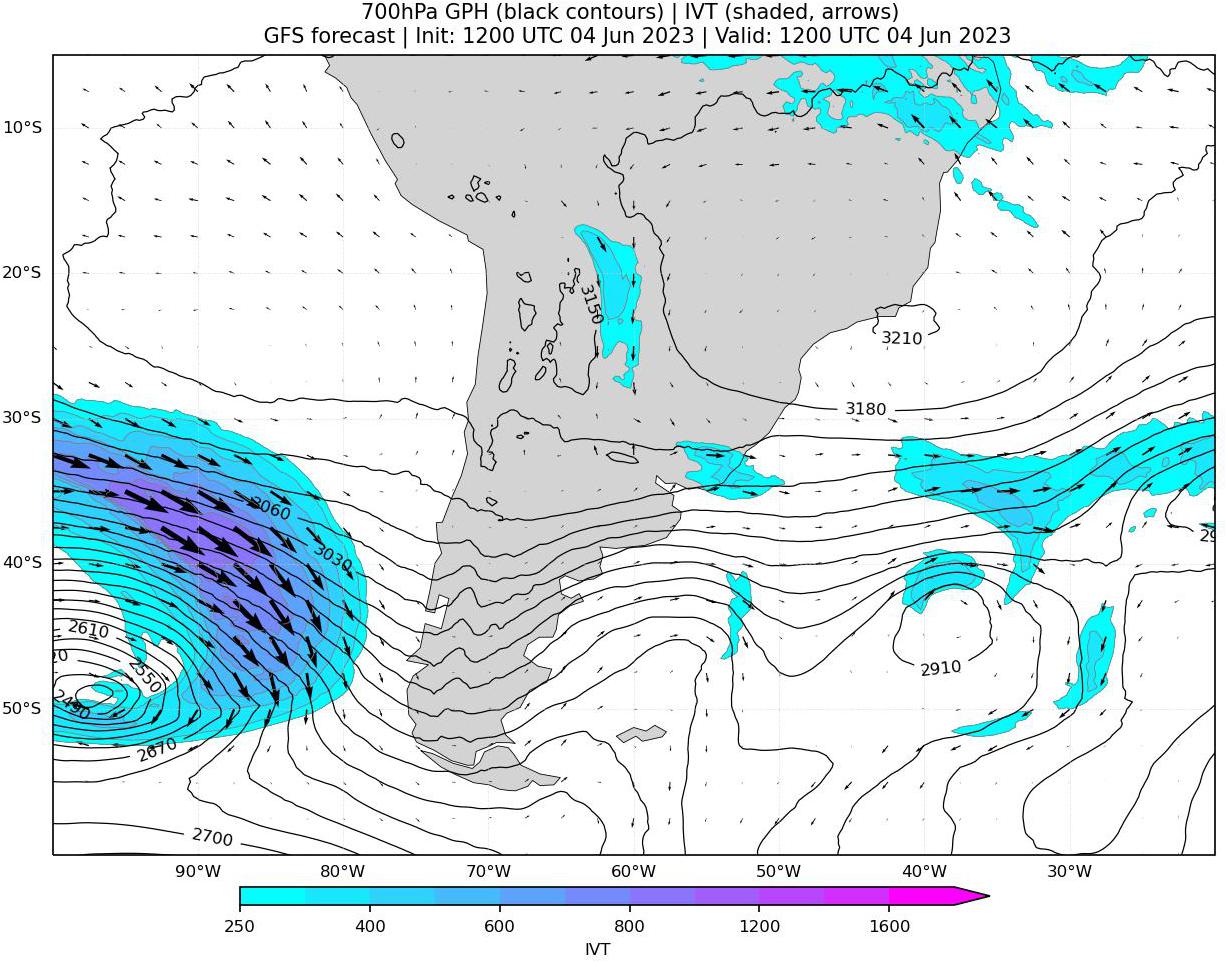 700hPa GPH (black contours) | IVT (shaded, arrows)
GFS forecast | Init: 1200 UTC 04 Jun 2023 | Valid: 1200 UTC 04 Jun 2023
10°S
20°S
3150
3210
3180
30°S
3060
3030
40°S
2610
2550
2910
2490
50°S
2670
2700
90°W 80°W 70°W 60°W 50°W 40°W 30°W
250 400 600 800 1200 1600
IVT